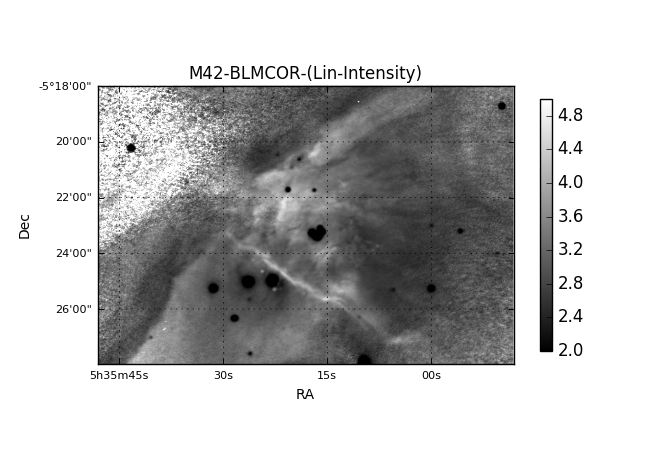 M42-BLMCOR-(Lin-Intensity)
-5°18'00"
20'00"
22'00"
24'00"
26'00"
Dec
5h35m45s
30s
15s
00s
RA
4.8
4.4
4.0
3.6
3.2
2.8
2.4
2.0